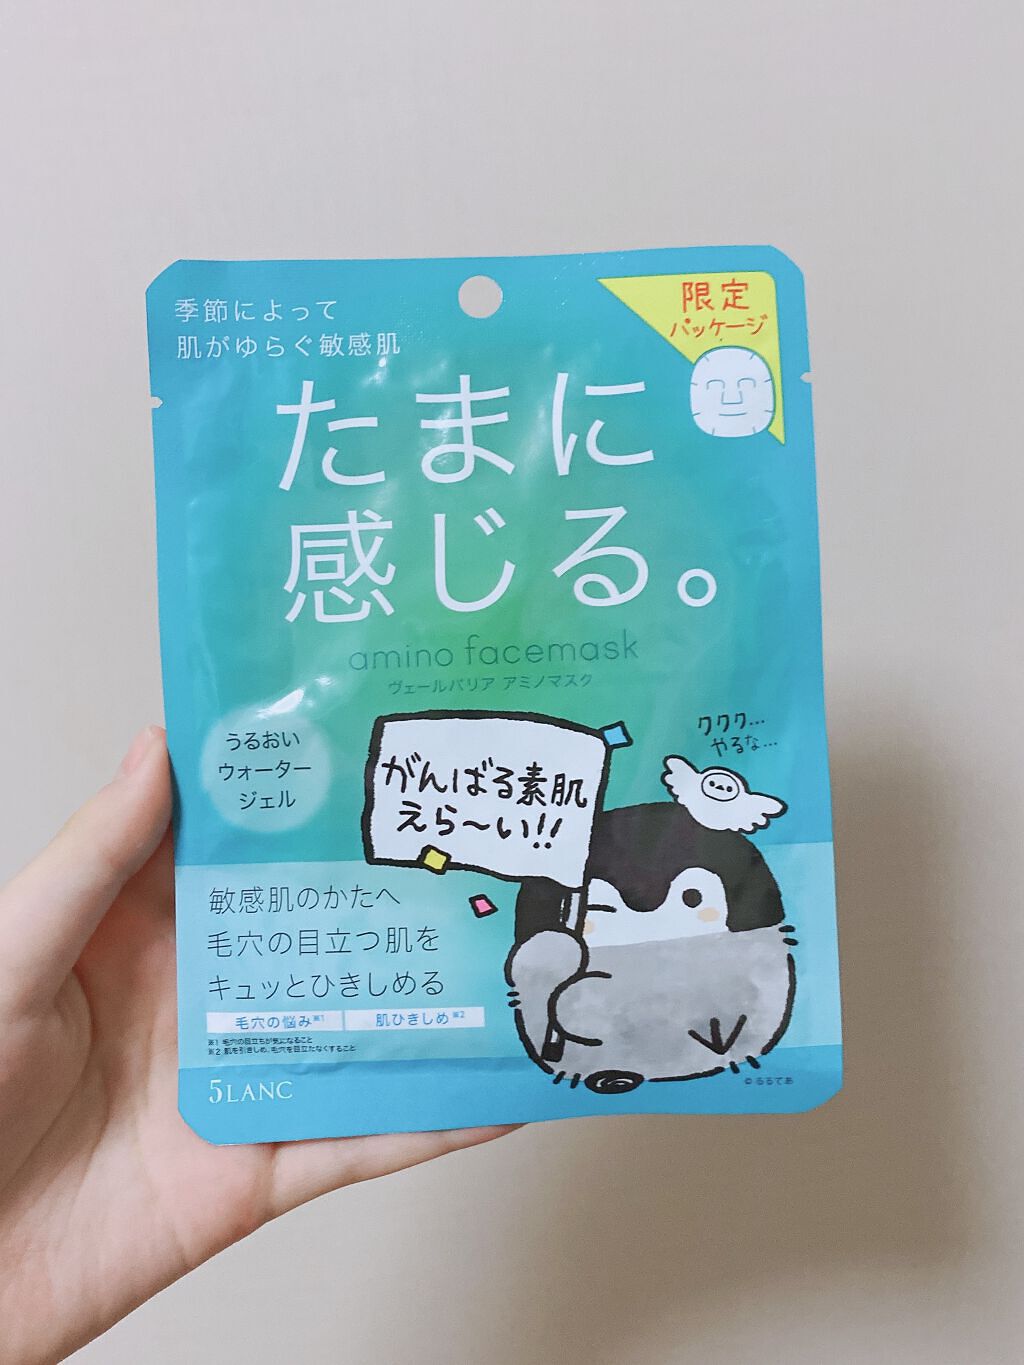 季節によって
肌がゆらぐ敏感肌
限定
パッケージ
たまに
感じる。
amino facemask
ヴェールバリア アミノマスク
うるおい
ウォーター
ジェル
ククク…
やるな…
がんばる素肌
えら〜い!!
敏感肌のかたへ
毛穴の目立つ肌を
キュッとひきしめる
毛穴の悩み※1 肌ひきしめ※2
※1 毛穴の目立ちが気になること
※2 肌を引きしめ、毛穴を目立たなくすること
5LANC
©るるてあ